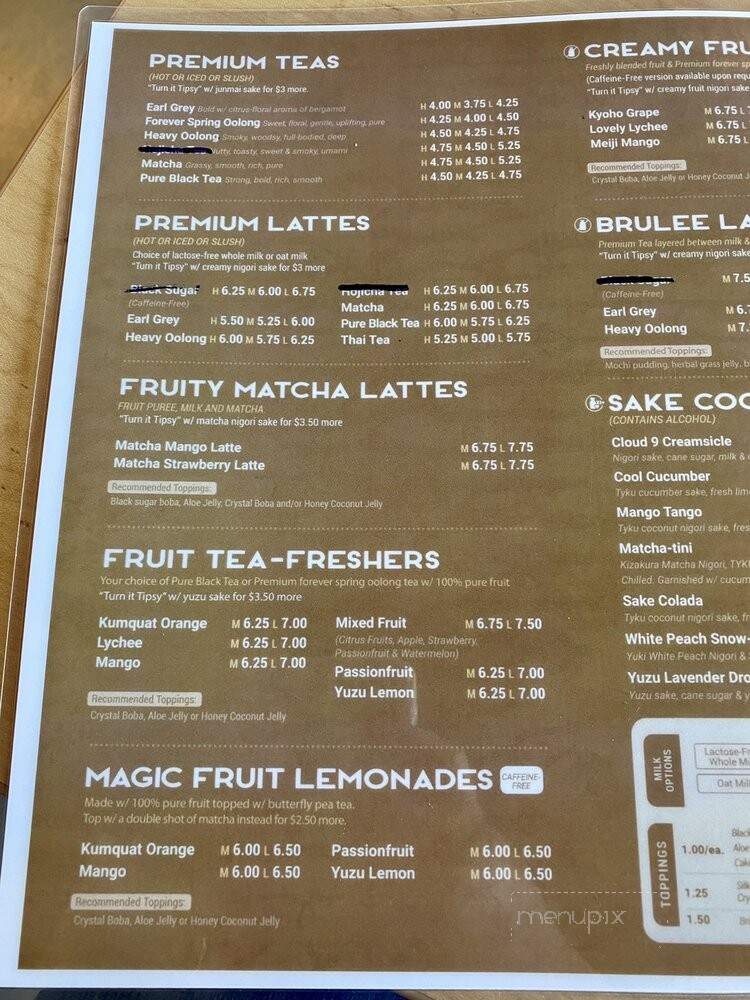 PREMIUM TEAS
(HOT OR ICED OR SLUSH)
"Turn it Tipsy" w/ junmai sake for $3 more.
Earl Grey Bold w/ citrus-floral aroma of bergamot H 4.00 M 3.75 L 4.25
Forever Spring Oolong Sweet, floral, gentle, uplifting, pure H 4.25 M 4.00 L 4.50
Heavy Oolong Smoky, woodsy, full-bodied, deep H 4.50 M 4.25 L 4.75
Nutty, toasty, sweet & smoky, umami H 4.75 M 4.50 L 5.25
Matcha Grassy, smooth, rich, pure H 4.75 M 4.50 L 5.25
Pure Black Tea Strong, bold, rich, smooth H 4.50 M 4.25 L 4.75
PREMIUM LATTES
(HOT OR ICED OR SLUSH)
Choice of lactose-free whole milk or oat milk
"Turn it Tipsy" w/ creamy nigori sake for $3 more
Black Sugar H 6.25 M 6.00 L 6.75
(Caffeine-Free)
Earl Grey H 5.50 M 5.25 L 6.00
Heavy Oolong H 6.00 M 5.75 L 6.25
Hojicha Tea H 6.25 M 6.00 L 6.75
Matcha H 6.25 M 6.00 L 6.75
Pure Black Tea H 6.00 M 5.75 L 6.25
Thai Tea H 5.25 M 5.00 L 5.75
FRUITY MATCHA LATTES
FRUIT PUREE, MILK AND MATCHA
"Turn it Tipsy" w/ matcha nigori sake for $3.50 more
Matcha Mango Latte M 6.75 L 7.75
Matcha Strawberry Latte M 6.75 L 7.75
Recommended Toppings:
Black sugar boba, Aloe Jelly, Crystal Boba and/or Honey Coconut Jelly
FRUIT TEA-FRESHERS
Your choice of Pure Black Tea or Premium forever spring oolong tea w/ 100% pure fruit
"Turn it Tipsy" w/ yuzu sake for $3.50 more
Kumquat Orange M 6.25 L 7.00
Lychee M 6.25 L 7.00
Mango M 6.25 L 7.00
Mixed Fruit M 6.75 L 7.50
(Citrus Fruits, Apple, Strawberry,
Passionfruit & Watermelon)
Passionfruit M 6.25 L 7.00
Yuzu Lemon M 6.25 L 7.00
Recommended Toppings:
Crystal Boba, Aloe Jelly or Honey Coconut Jelly
MAGIC FRUIT LEMONADES CAFFEINE-
FREE
Made w/ 100% pure fruit topped w/ butterfly pea tea.
Top w/ a double shot of matcha instead for $2.50 more.
Kumquat Orange M 6.00 L 6.50
Mango M 6.00 L 6.50
Passionfruit M 6.00 L 6.50
Yuzu Lemon M 6.00 L 6.50
Recommended Toppings:
Crystal Boba, Aloe Jelly or Honey Coconut Jelly
CREAMY FRU
Freshly blended fruit & Premium forever sp
(Caffeine-Free version available upon requ
"Turn it Tipsy" w/ creamy fruit nigori sake
Kyoho Grape M 6.75 L
Lovely Lychee M 6.75 L
Meiji Mango M 6.75 L
Recommended Toppings:
Crystal Boba, Aloe Jelly or Honey Coconut J
BRULEE LA
Premium Tea layered between milk &
"Turn it Tipsy" w/ creamy nigori sake
M 7.5
(Caffeine-Free)
Earl Grey M 6.
Heavy Oolong M 7.
Recommended Toppings:
Mochi pudding, herbal grass jelly, b
SAKE COC
(CONTAINS ALCOHOL)
Cloud 9 Creamsicle
Nigori sake, cane sugar, milk &
Cool Cucumber
Tyku cucumber sake, fresh lim
Mango Tango
Tyku coconut nigori sake, fres
Matcha-tini
Kizakura Matcha Nigori, TYK
Chilled. Garnished w/ cucum
Sake Colada
Tyku coconut nigori sake, fr
White Peach Snow-
Yuki White Peach Nigori &
Yuzu Lavender Dro
Yuzu sake, cane sugar & y
MILK
OPTIONS
Lactose-Fr
Whole Mi
Oat Mil
TOPPINGS
1.00/ea.
Black
Aloe
1.25
Cry
1.50
menupix